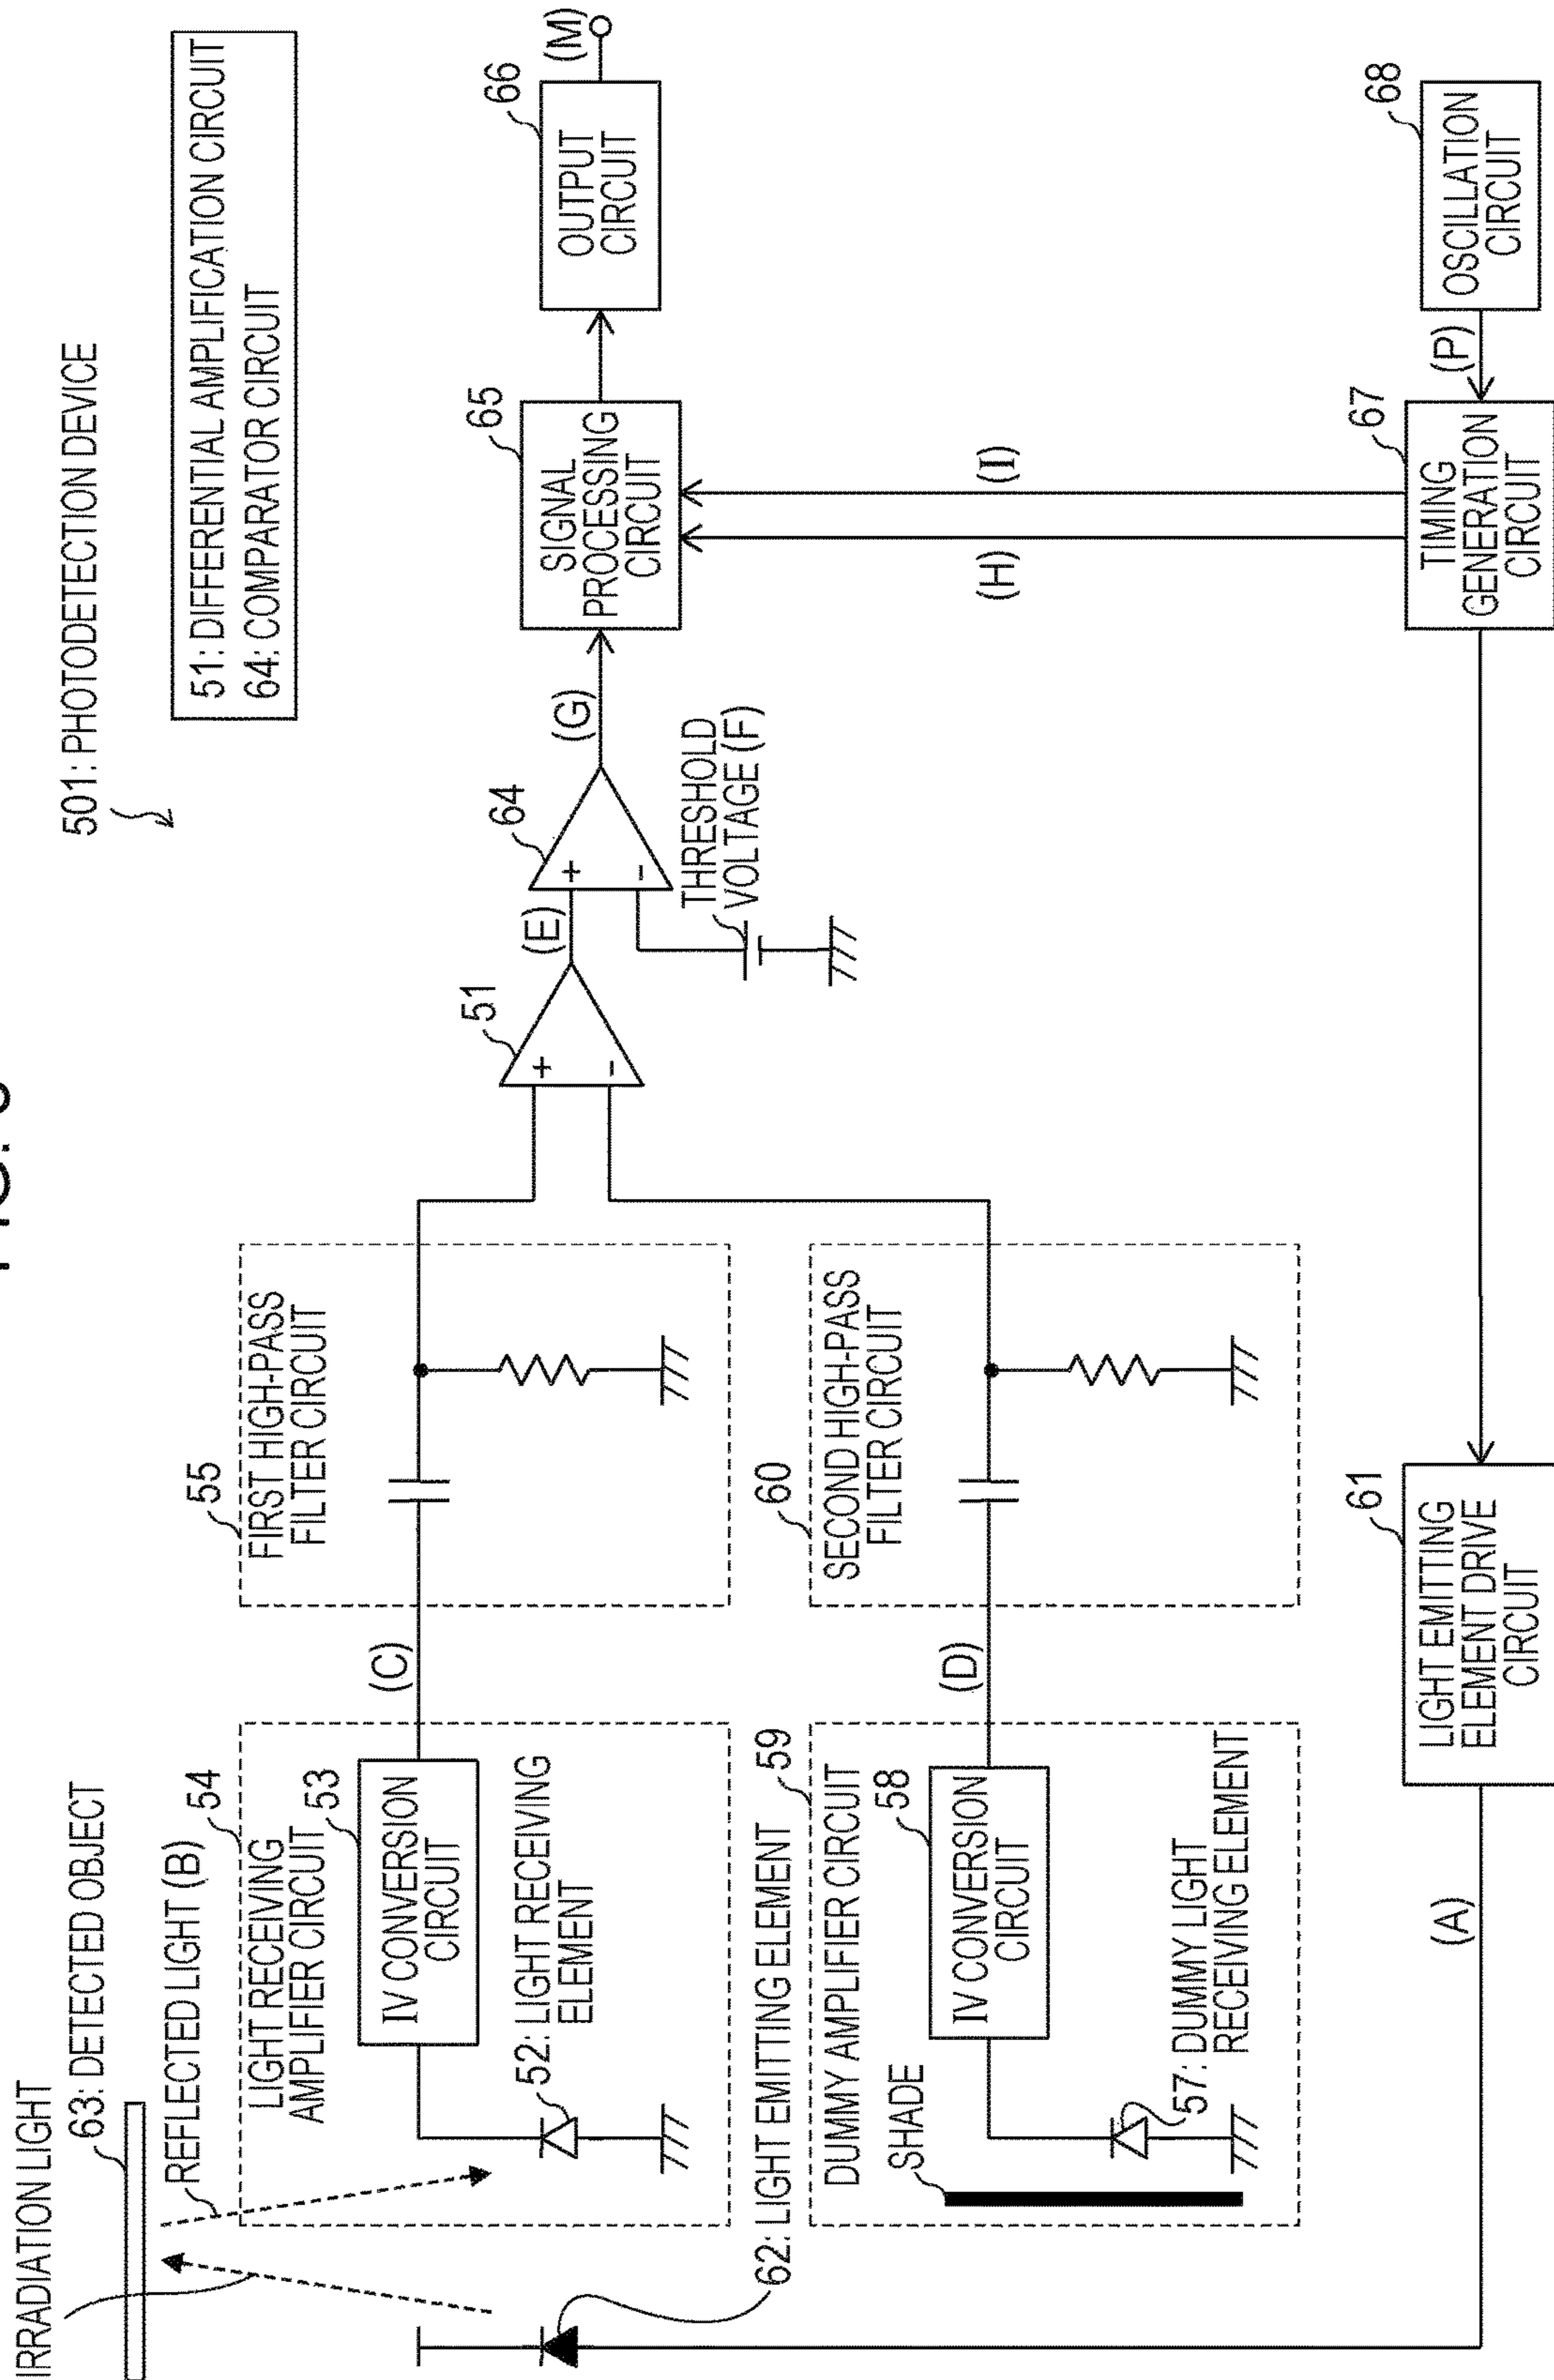 501: PHOTODETECTION DEVICE
51: DIFFERENTIAL AMPLIFICATION CIRCUIT
64: COMPARATOR CIRCUIT
IRRADIATION LIGHT
63: DETECTED OBJECT
REFLECTED LIGHT (B)
54
LIGHT RECEIVING
AMPLIFIER CIRCUIT
53
IV CONVERSION
CIRCUIT
52: LIGHT RECEIVING
ELEMENT
62: LIGHT EMITTING ELEMENT
(C)
55
FIRST HIGH-PASS
FILTER CIRCUIT
59
DUMMY AMPLIFIER CIRCUIT
58
IV CONVERSION
CIRCUIT
SHADE
57: DUMMY LIGHT
RECEIVING ELEMENT
(D)
60
SECOND HIGH-PASS
FILTER CIRCUIT
51
+
-
(E)
64
+
-
THRESHOLD
VOLTAGE (F)
(G)
65
SIGNAL
PROCESSING
CIRCUIT
66
OUTPUT
CIRCUIT
(M)
(H)
(I)
(A)
61
LIGHT EMITTING
ELEMENT DRIVE
CIRCUIT
67
TIMING
GENERATION
CIRCUIT
(P)
68
OSCILLATION
CIRCUIT